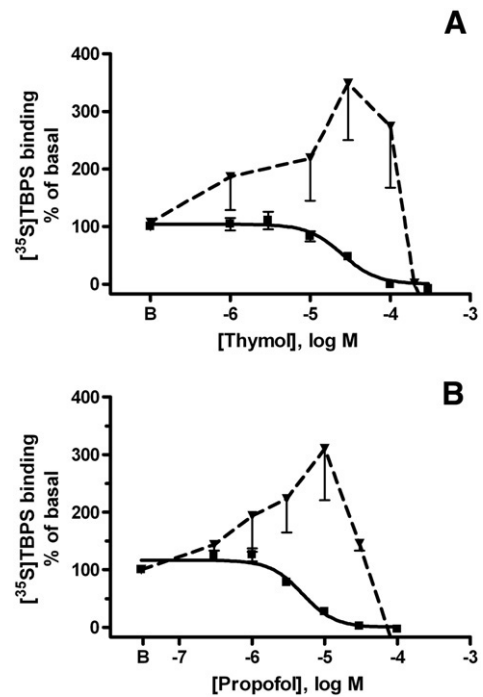 A
400
300
200
100
0
[³⁵S]TBPS binding
% of basal
B -6 -5 -4 -3
[Thymol], log M
B
400
300
200
100
0
[³⁵S]TBPS binding
% of basal
B -7 -6 -5 -4 -3
[Propofol], log M